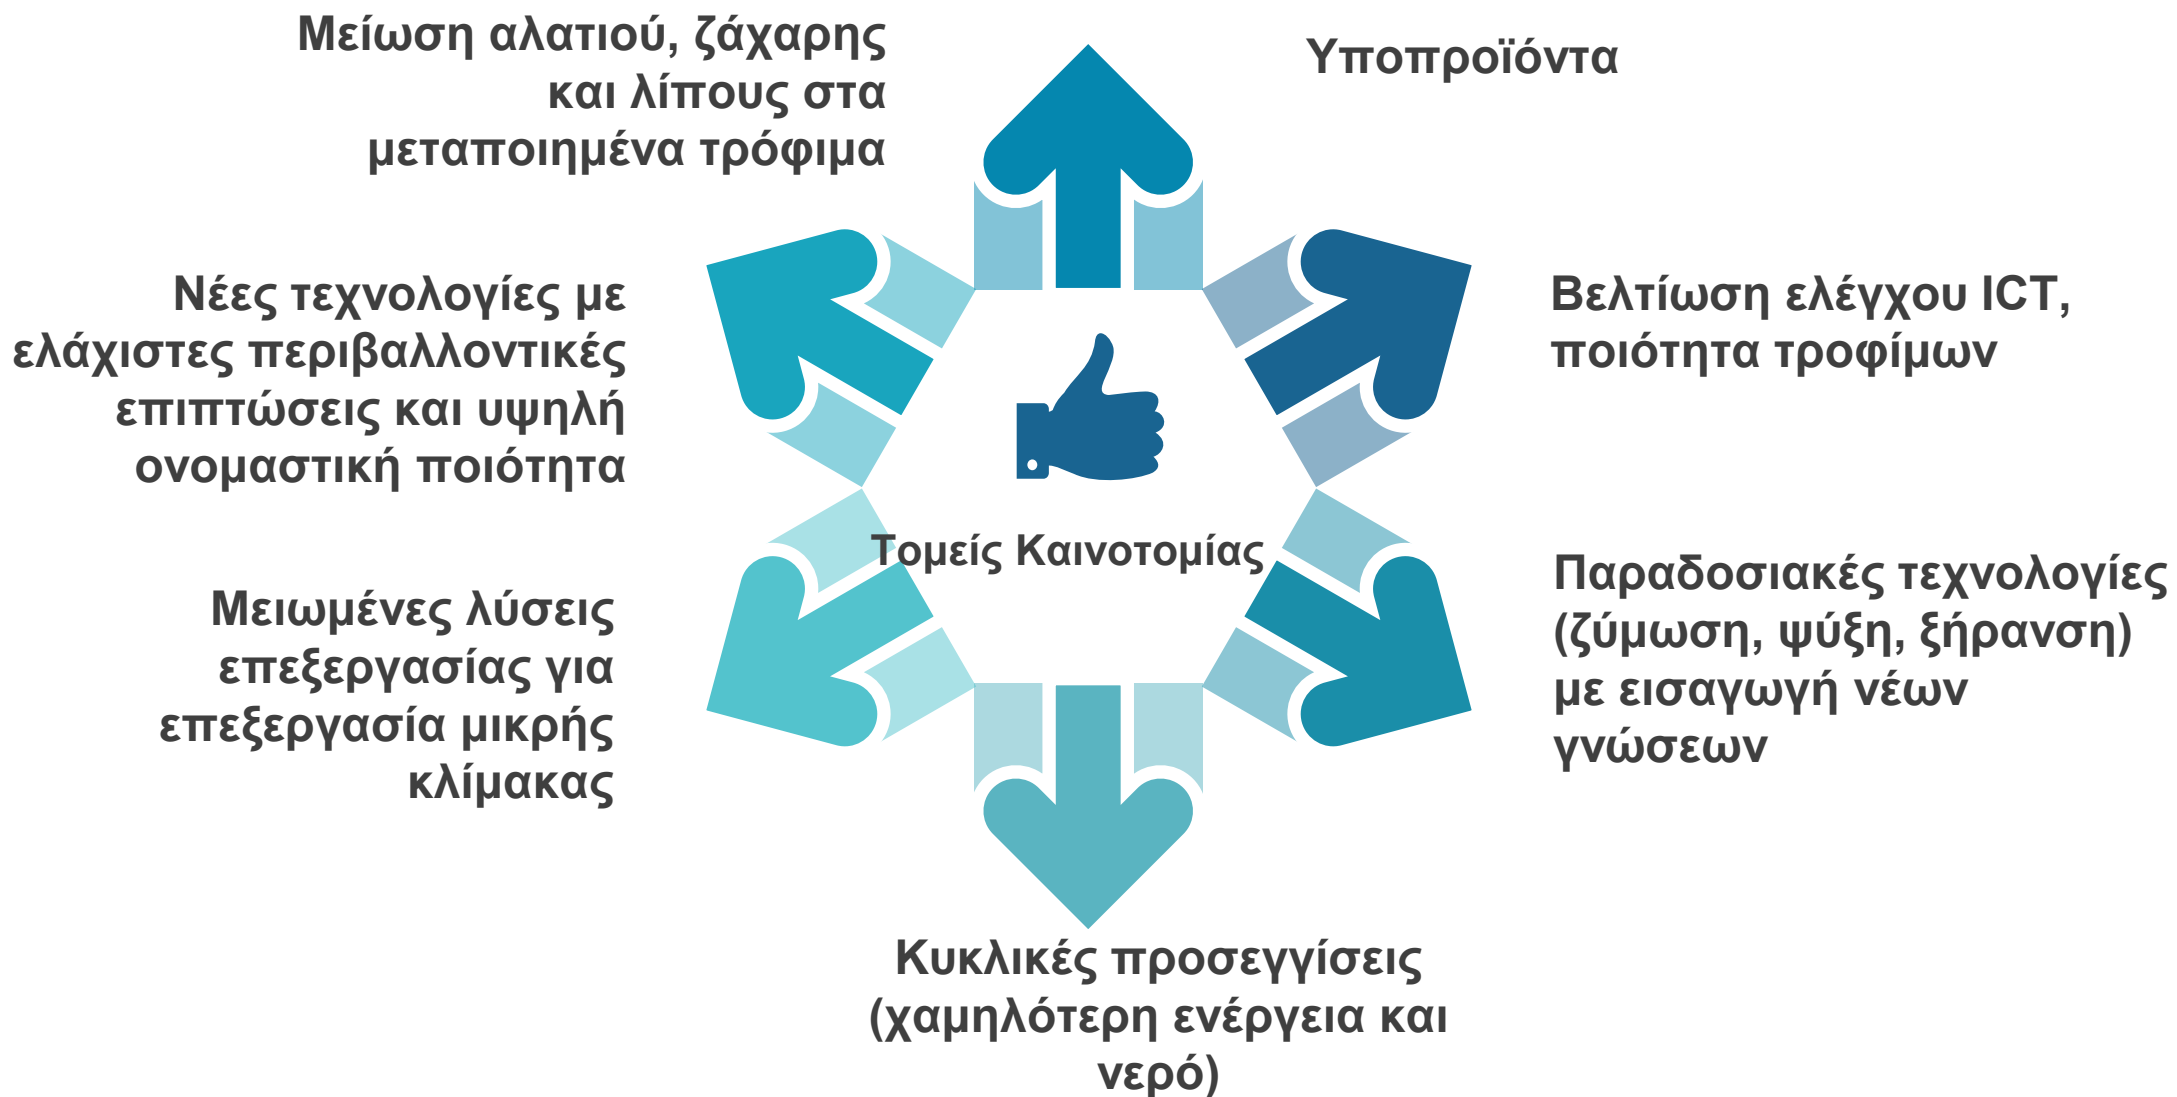 Μείωση αλατιού, ζάχαρης
και λίπους στα
μεταποιημένα τρόφιμα
Υποπροϊόντα
Νέες τεχνολογίες με
ελάχιστες περιβαλλοντικές
επιπτώσεις και υψηλή
ονομαστική ποιότητα
Βελτίωση ελέγχου ICT,
ποιότητα τροφίμων
Τομείς Καινοτομίας
Μειωμένες λύσεις
επεξεργασίας για
επεξεργασία μικρής
κλίμακας
Παραδοσιακές τεχνολογίες
(ζύμωση, ψύξη, ξήρανση)
με εισαγωγή νέων
γνώσεων
Κυκλικές προσεγγίσεις
(χαμηλότερη ενέργεια και
νερό)